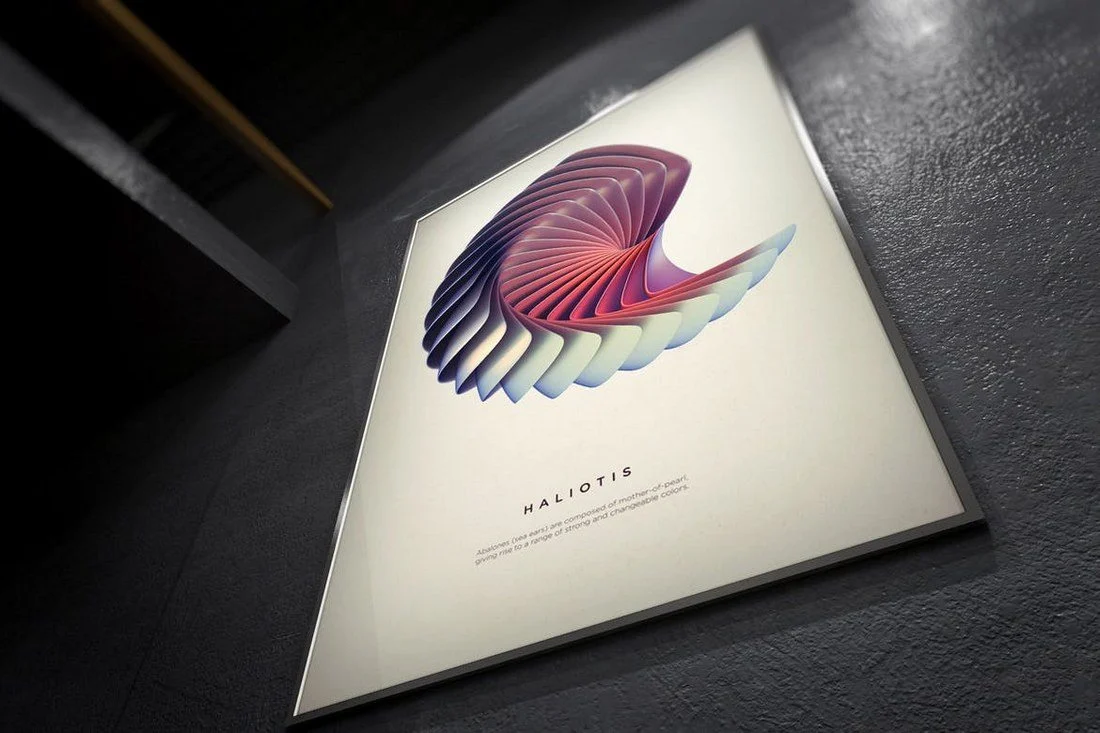 HALIOTIS
Abalones (sea ears) are composed of mother-of-pearl,
giving rise to a range of strong and changeable colors.